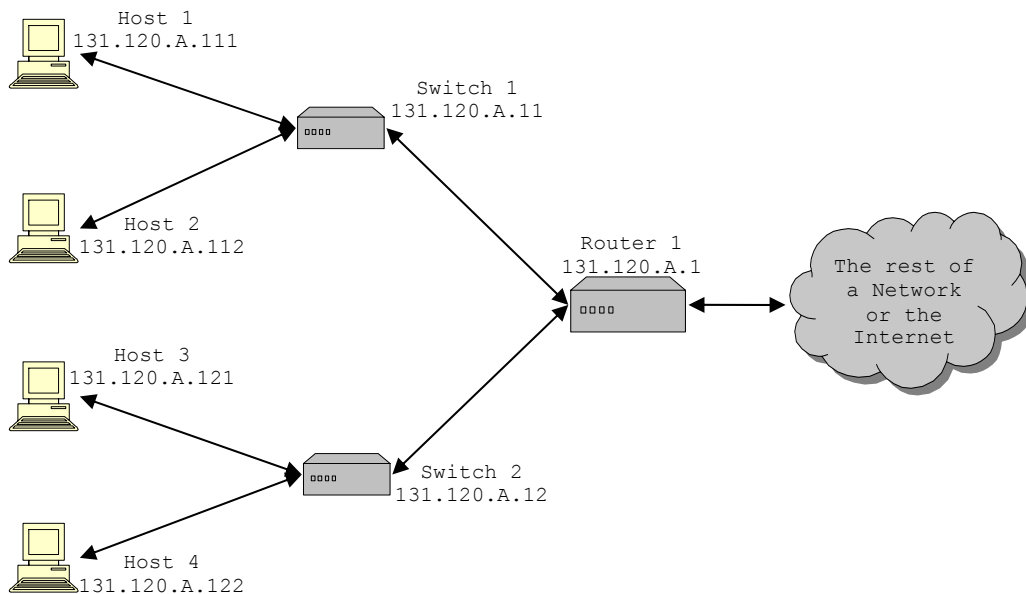 Host 1
131.120.A.111
Switch 1
131.120.A.11
Host 2
131.120.A.112
Router 1
131.120.A.1
The rest of
a Network
or the
Internet
Host 3
131.120.A.121
Switch 2
131.120.A.12
Host 4
131.120.A.122